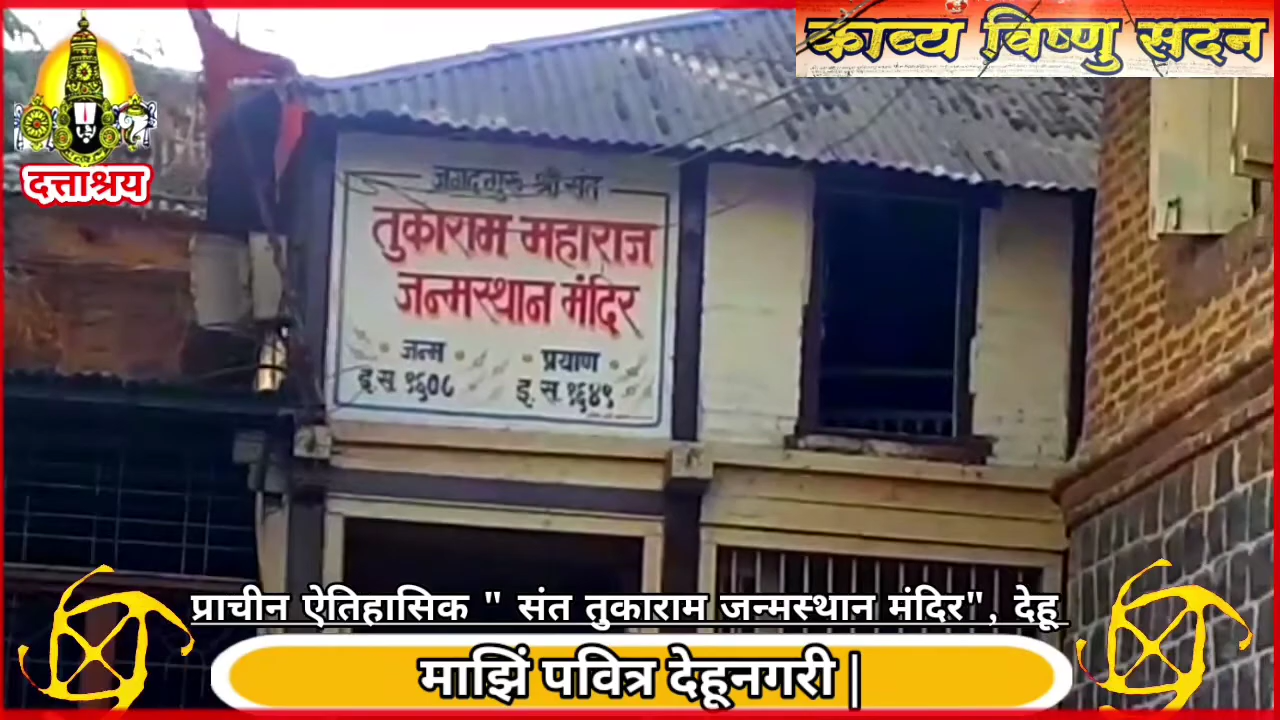 काव्य विष्णु सदन
दत्ताश्रय
जगद्‌गुरू श्री संत
तुकाराम महाराज
जन्मस्थान मंदिर
जन्म
इ. स. १६०८
प्रयाण
इ. स. १६४९
प्राचीन ऐतिहासिक " संत तुकाराम जन्मस्थान मंदिर", देहू
माझिं पवित्र देहूनगरी |